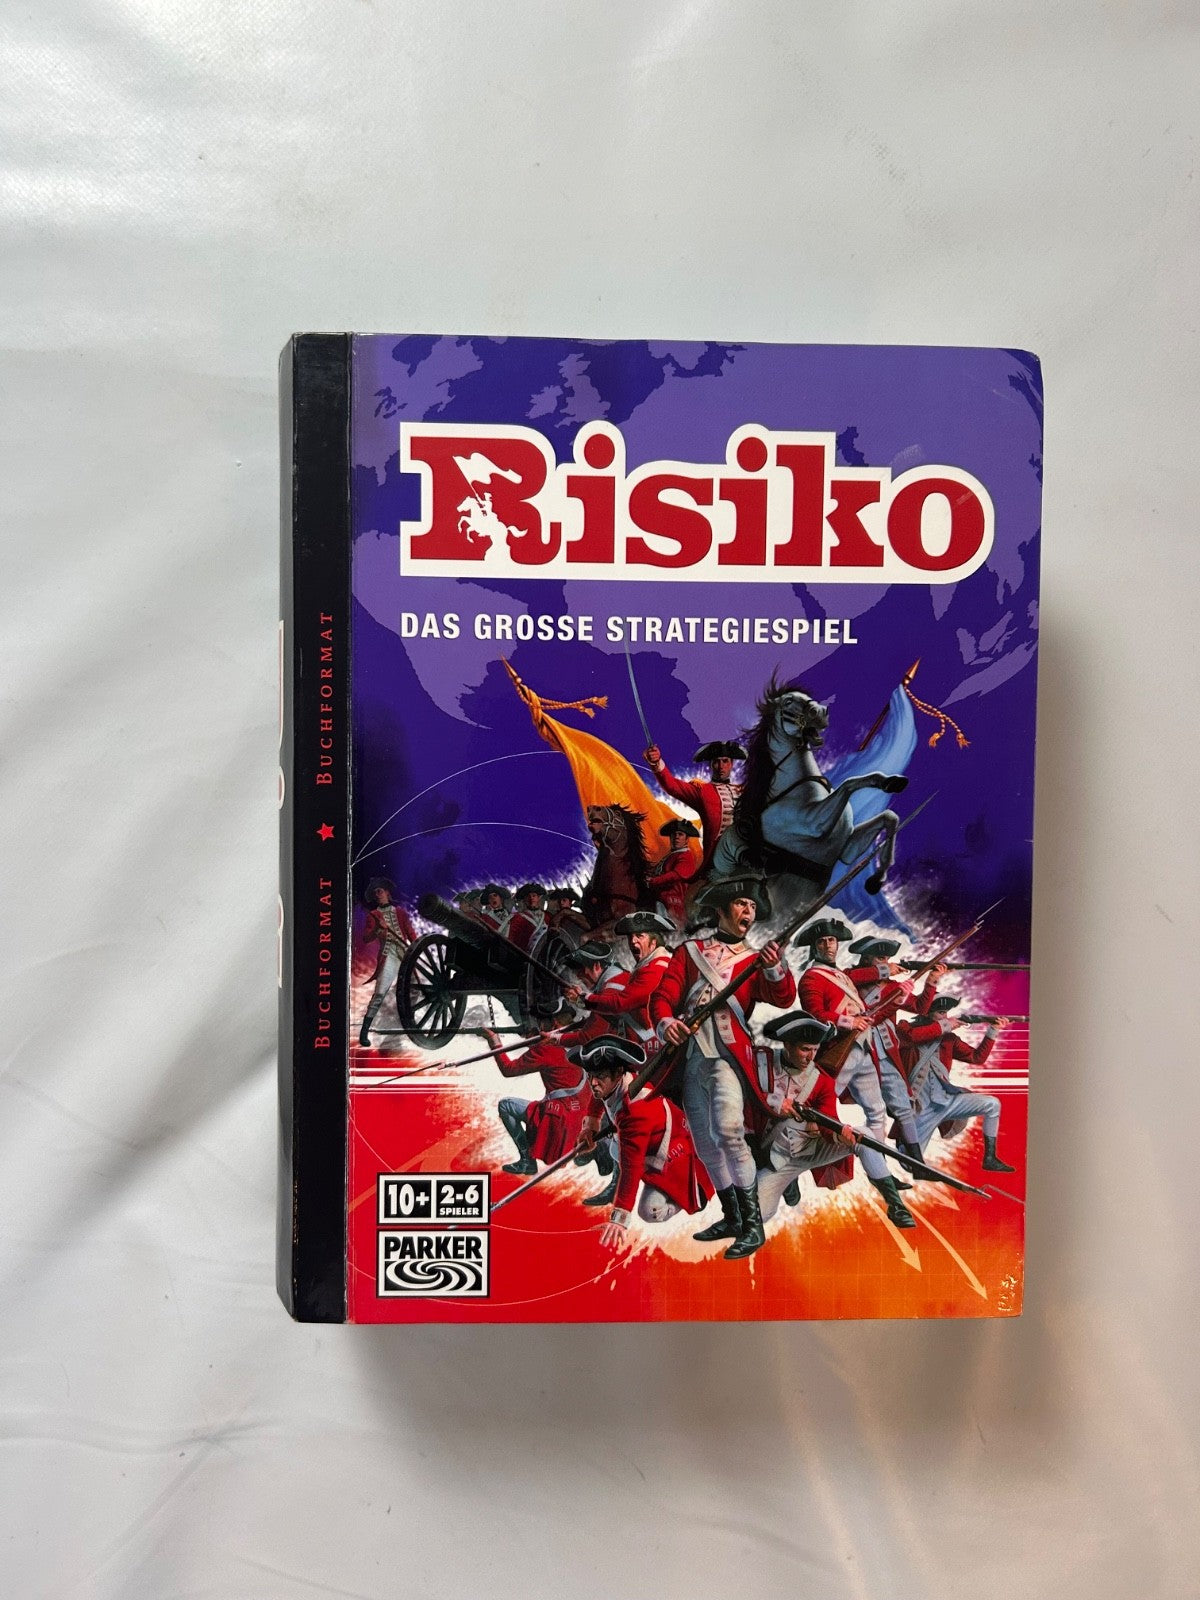 Risiko
DAS GROSSE STRATEGIESPIEL
BUCHFORMAT ★ BUCHFORMAT
10+
2-6
SPIELER
PARKER